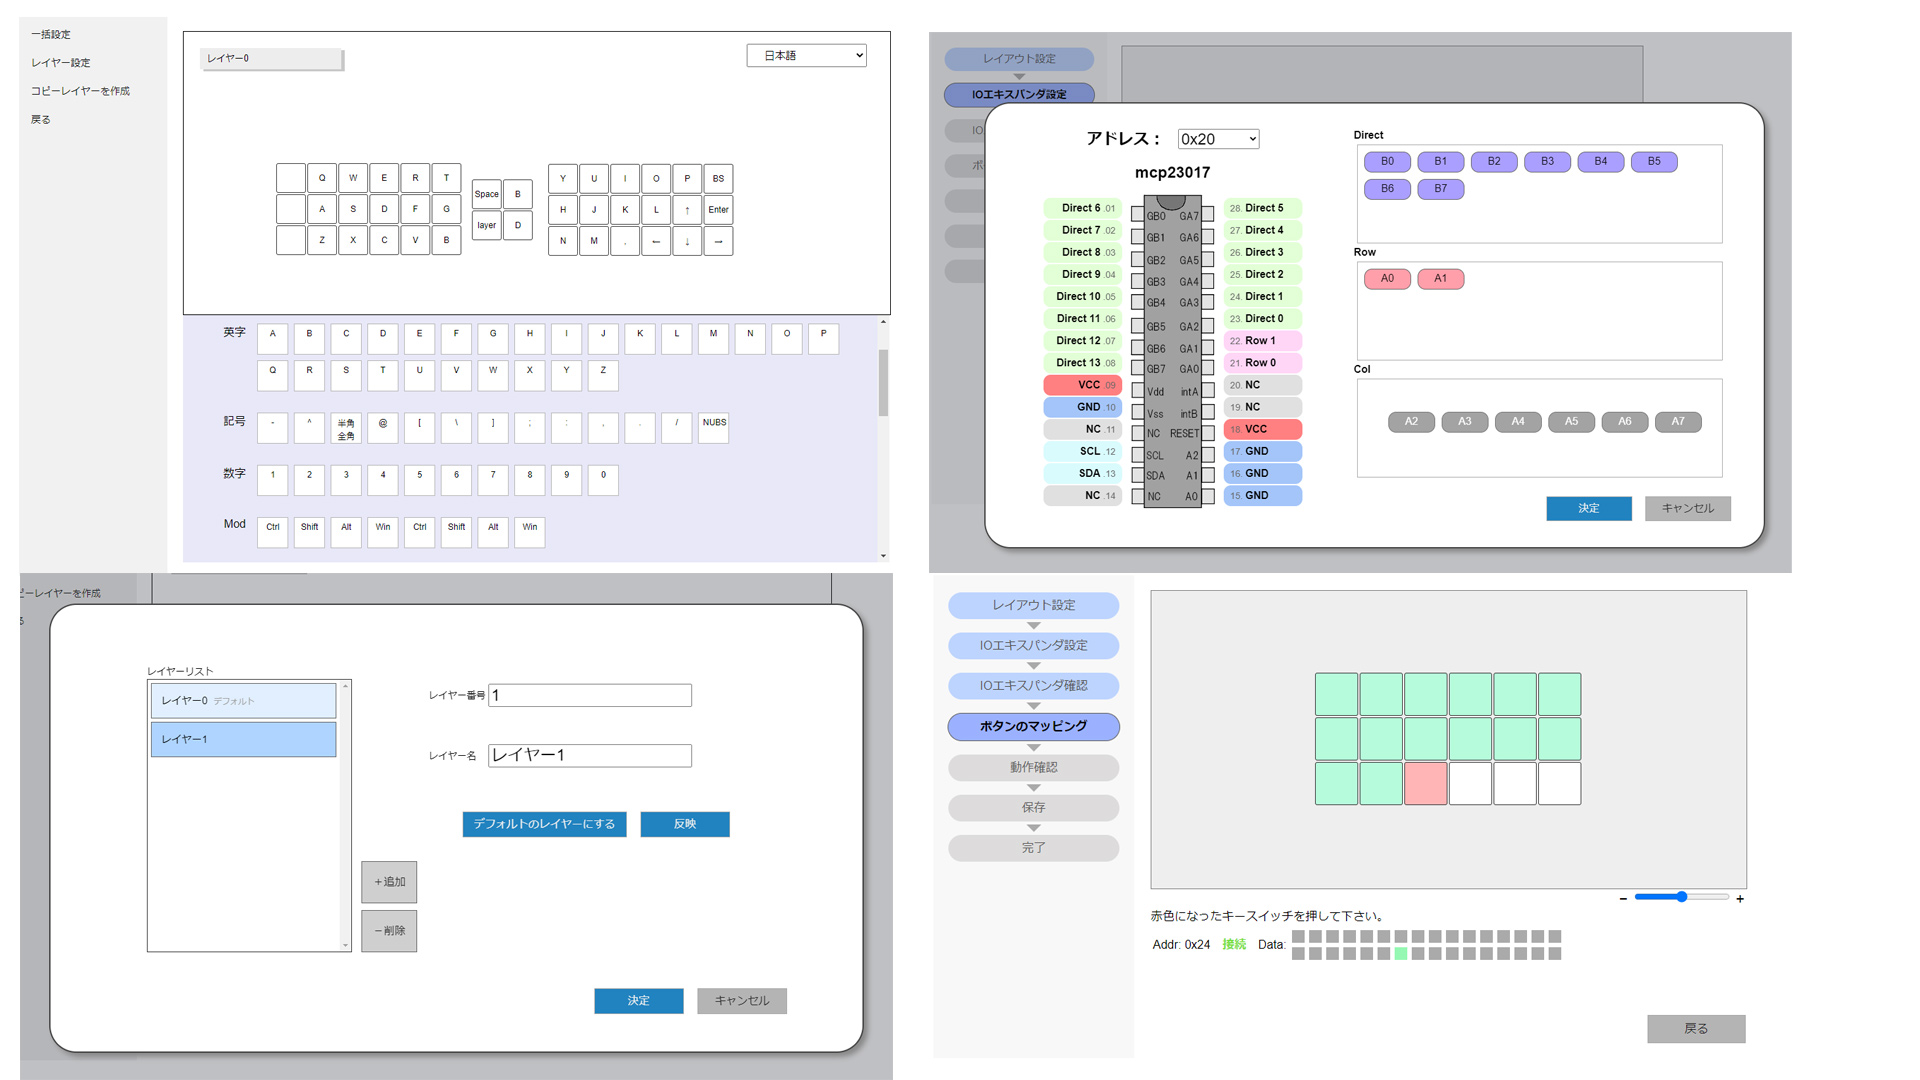 一括設定
レイヤー設定
コピーレイヤーを作成
戻る
レイヤー0
日本語
Q W E R T
A S D F G
Z X C V B
Space B
layer D
Y U I O P BS
H J K L ↑ Enter
N M . ← ↓ →
英字 A B C D E F G H I J K L M N O P
Q R S T U V W X Y Z
記号 - ^ 半角 全角 @ [ \ ] ; : , . / NUBS
数字 1 2 3 4 5 6 7 8 9 0
Mod Ctrl Shift Alt Win Ctrl Shift Alt Win
レイアウト設定
IOエキスパンダ設定
IO
ボ
アドレス： 0x20
mcp23017
Direct 6 .01 GB0 GA7 28. Direct 5
Direct 7 .02 GB1 GA6 27. Direct 4
Direct 8 .03 GB2 GA5 26. Direct 3
Direct 9 .04 GB3 GA4 25. Direct 2
Direct 10 .05 GB4 GA3 24. Direct 1
Direct 11 .06 GB5 GA2 23. Direct 0
Direct 12 .07 GB6 GA1 22. Row 1
Direct 13 .08 GB7 GA0 21. Row 0
VCC .09 Vdd intA 20. NC
GND .10 Vss intB 19. NC
NC .11 NC RESET 18. VCC
SCL .12 SCL A2 17. GND
SDA .13 SDA A1 16. GND
NC .14 NC A0 15. GND
Direct
B0 B1 B2 B3 B4 B5
B6 B7
Row
A0 A1
Col
A2 A3 A4 A5 A6 A7
決定 キャンセル
ピーレイヤーを作成
る
レイヤーリスト
レイヤー0 デフォルト
レイヤー1
レイヤー番号 1
レイヤー名 レイヤー1
デフォルトのレイヤーにする 反映
＋追加
－削除
決定 キャンセル
レイアウト設定
IOエキスパンダ設定
IOエキスパンダ確認
ボタンのマッピング
動作確認
保存
完了
− +
赤色になったキースイッチを押して下さい。
Addr: 0x24 接続 Data:
戻る